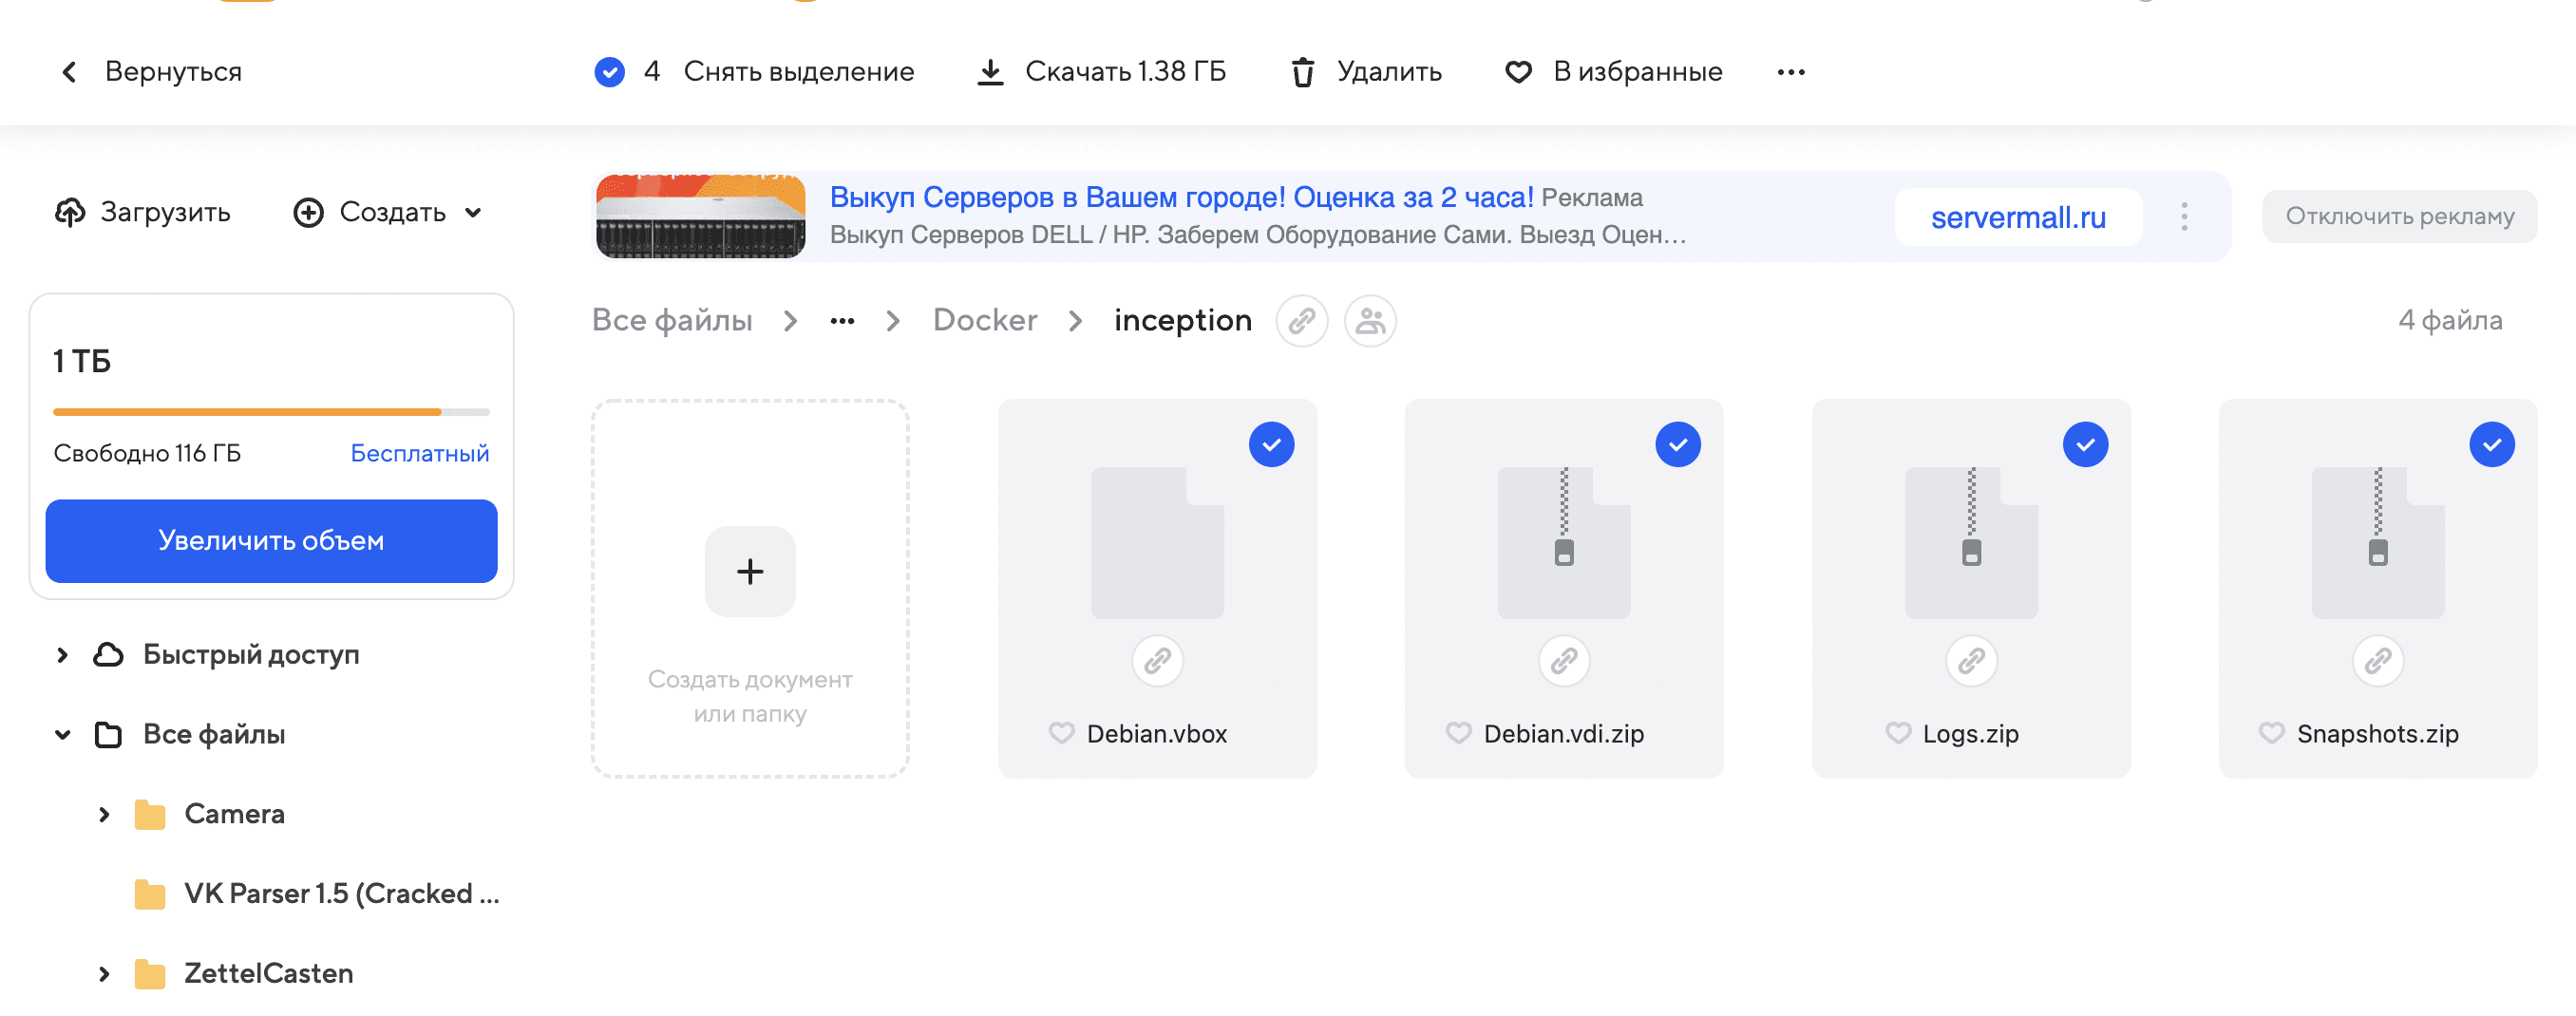 Вернуться
4 Снять выделение
Скачать 1.38 ГБ
Удалить
В избранные
Загрузить
Создать
Выкуп Серверов в Вашем городе! Оценка за 2 часа! Реклама
Выкуп Серверов DELL / HP. Заберем Оборудование Сами. Выезд Оцен...
servermall.ru
Отключить рекламу
Все файлы
Docker
inception
4 файла
1 ТБ
Свободно 116 ГБ
Бесплатный
Увеличить объем
Быстрый доступ
Все файлы
Camera
VK Parser 1.5 (Cracked ...
ZettelCasten
Создать документ
или папку
Debian.vbox
Debian.vdi.zip
Logs.zip
Snapshots.zip